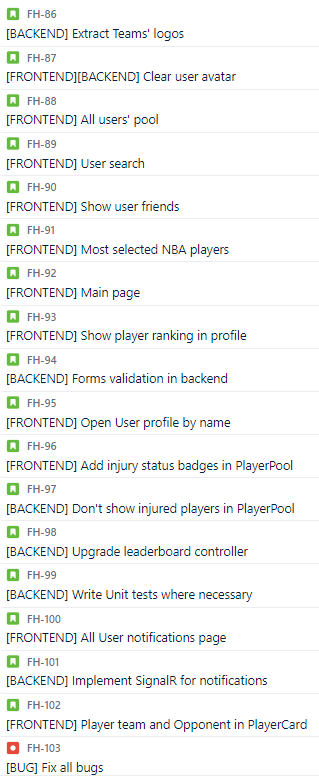 FH-86
[BACKEND] Extract Teams' logos
FH-87
[FRONTEND][BACKEND] Clear user avatar
FH-88
[FRONTEND] All users' pool
FH-89
[FRONTEND] User search
FH-90
[FRONTEND] Show user friends
FH-91
[FRONTEND] Most selected NBA players
FH-92
[FRONTEND] Main page
FH-93
[FRONTEND] Show player ranking in profile
FH-94
[BACKEND] Forms validation in backend
FH-95
[FRONTEND] Open User profile by name
FH-96
[FRONTEND] Add injury status badges in PlayerPool
FH-97
[BACKEND] Don't show injured players in PlayerPool
FH-98
[BACKEND] Upgrade leaderboard controller
FH-99
[BACKEND] Write Unit tests where necessary
FH-100
[FRONTEND] All User notifications page
FH-101
[BACKEND] Implement SignalR for notifications
FH-102
[FRONTEND] Player team and Opponent in PlayerCard
FH-103
[BUG] Fix all bugs